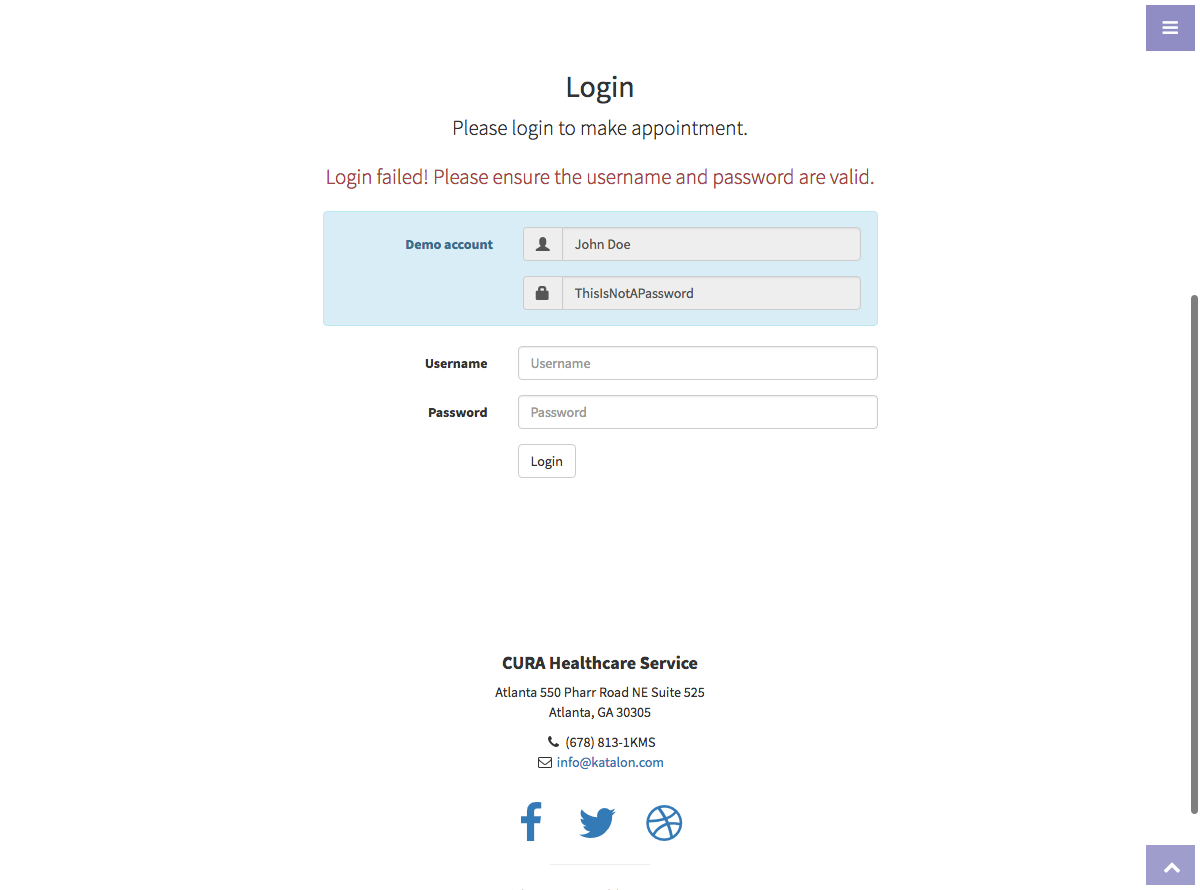 Login
Please login to make appointment.
Login failed! Please ensure the username and password are valid.
Demo account
John Doe
ThisIsNotAPassword
Username
Username
Password
Password
Login
CURA Healthcare Service
Atlanta 550 Pharr Road NE Suite 525
Atlanta, GA 30305
(678) 813-1KMS
info@katalon.com